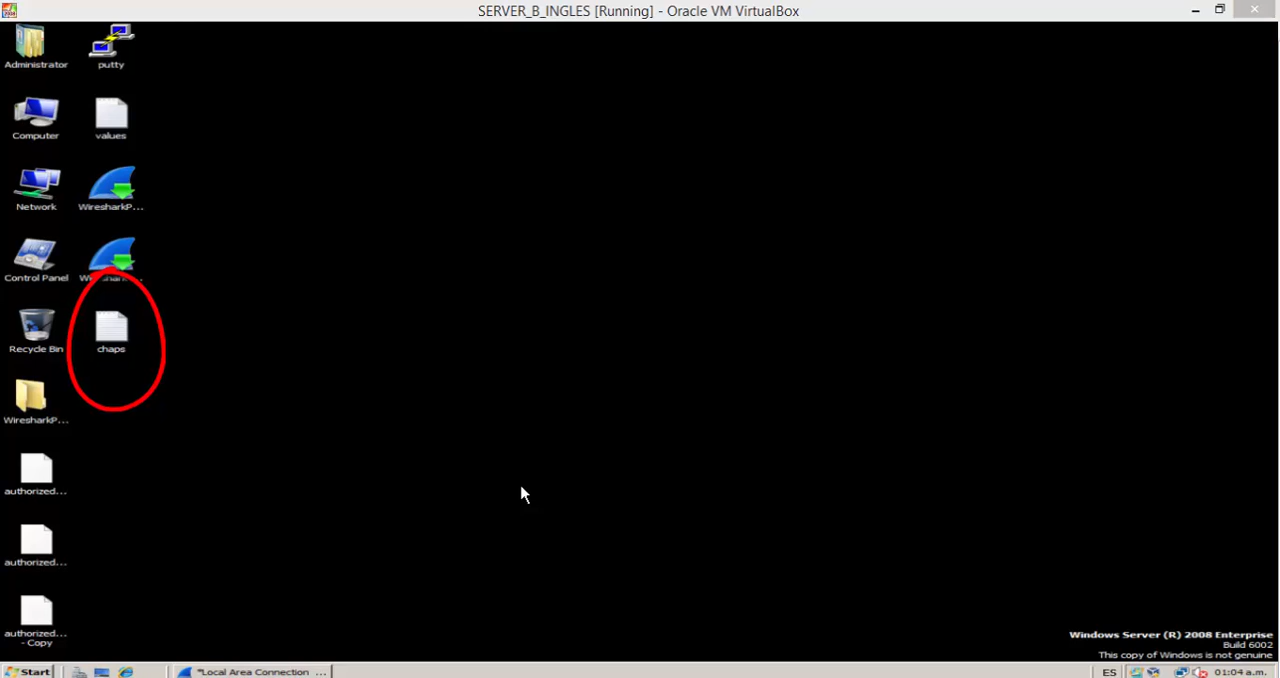 SERVER_B_INGLES [Running] - Oracle VM VirtualBox
Administrator
putty
Computer
values
Network
WiresharkP...
Control Panel
Recycle Bin
chaps
WiresharkP...
authorized...
authorized...
authorized...
- Copy
Windows Server (R) 2008 Enterprise
Build 6002
This copy of Windows is not genuine
Start
*Local Area Connection ...
ES
01:04 a.m.